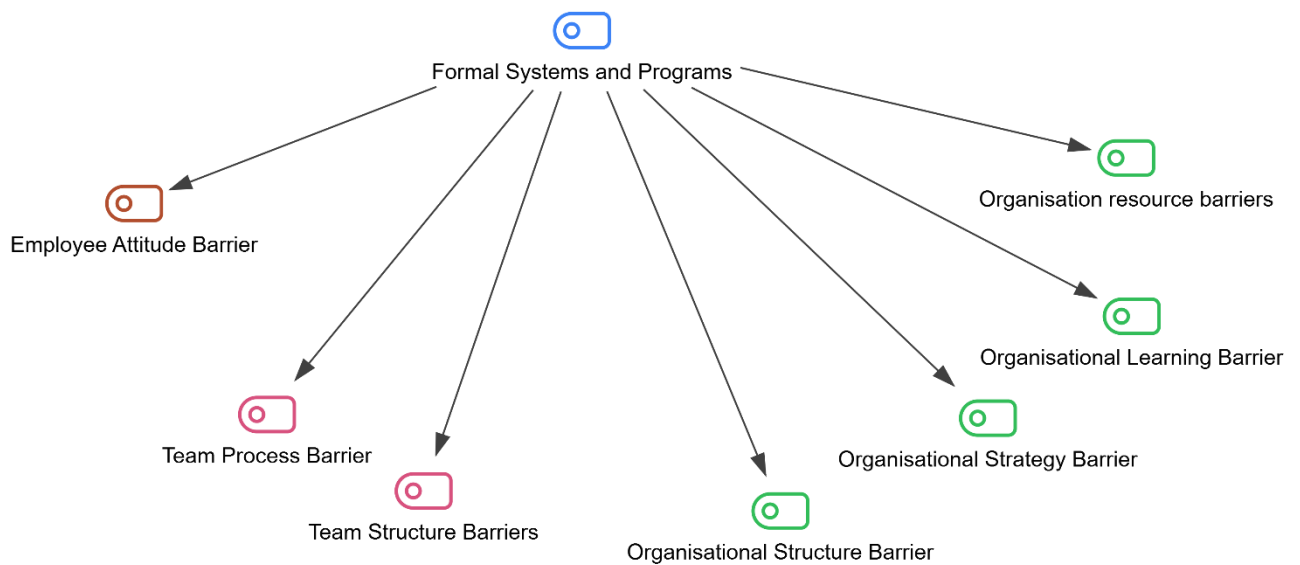 Formal Systems and Programs
Organisation resource barriers
Employee Attitude Barrier
Organisational Learning Barrier
Team Process Barrier
Organisational Strategy Barrier
Team Structure Barriers
Organisational Structure Barrier